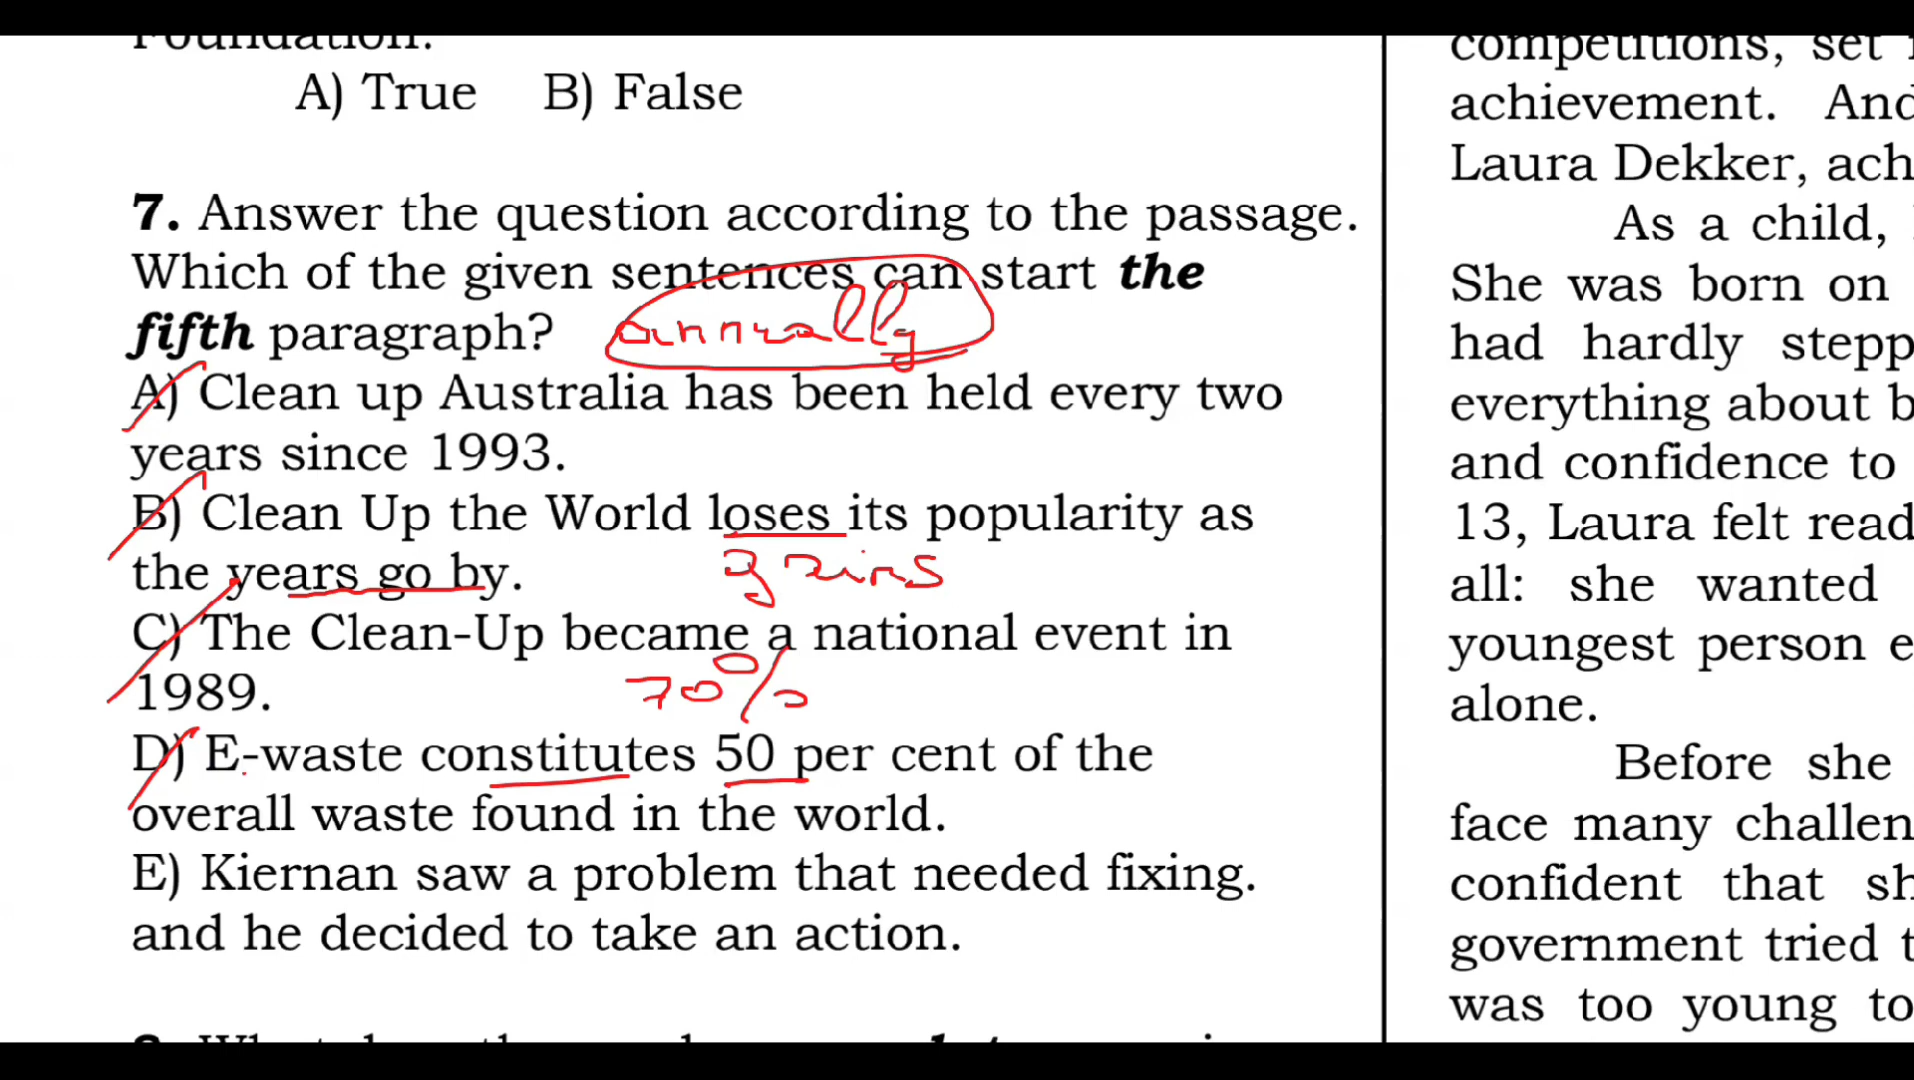 Foundation.
A) True B) False
7. Answer the question according to the passage.
Which of the given sentences can start the
fifth paragraph? annually
A) Clean up Australia has been held every two
years since 1993.
B) Clean Up the World loses its popularity as
the years go by. gains
C) The Clean-Up became a national event in
1989. 70%
D) E-waste constitutes 50 per cent of the
overall waste found in the world.
E) Kiernan saw a problem that needed fixing.
and he decided to take an action.
competitions, set
achievement. And
Laura Dekker, ach
As a child,
She was born on
had hardly stepp
everything about b
and confidence to
13, Laura felt read
all: she wanted
youngest person e
alone.
Before she
face many challen
confident that sh
government tried t
was too young to